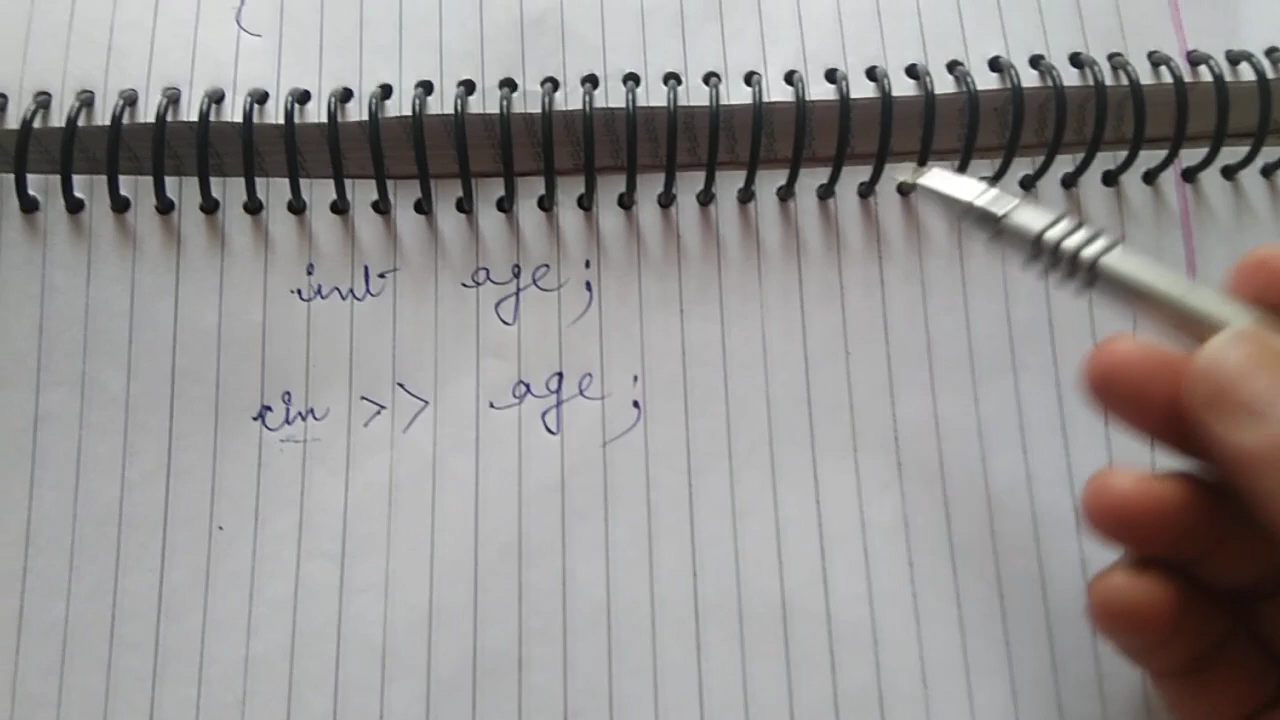 int age;
cin >> age;